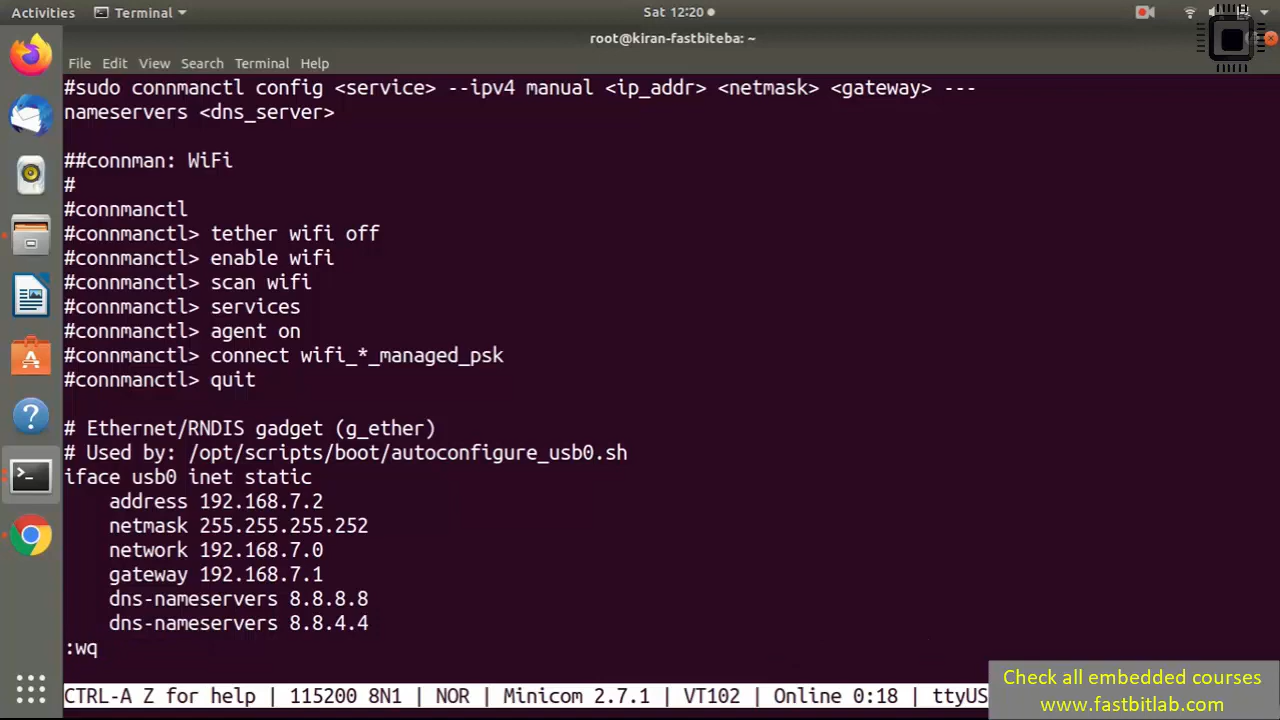 Activities Terminal Sat 12:20
root@kiran-fastbiteba: ~
File Edit View Search Terminal Help
#sudo connmanctl config <service> --ipv4 manual <ip_addr> <netmask> <gateway> ---
nameservers <dns_server>
##connman: WiFi
#
#connmanctl
#connmanctl> tether wifi off
#connmanctl> enable wifi
#connmanctl> scan wifi
#connmanctl> services
#connmanctl> agent on
#connmanctl> connect wifi_*_managed_psk
#connmanctl> quit
# Ethernet/RNDIS gadget (g_ether)
# Used by: /opt/scripts/boot/autoconfigure_usb0.sh
iface usb0 inet static
address 192.168.7.2
netmask 255.255.255.252
network 192.168.7.0
gateway 192.168.7.1
dns-nameservers 8.8.8.8
dns-nameservers 8.8.4.4
:wq
CTRL-A Z for help | 115200 8N1 | NOR | Minicom 2.7.1 | VT102 | Online 0:18 | ttyUS
Check all embedded courses
www.fastbitlab.com